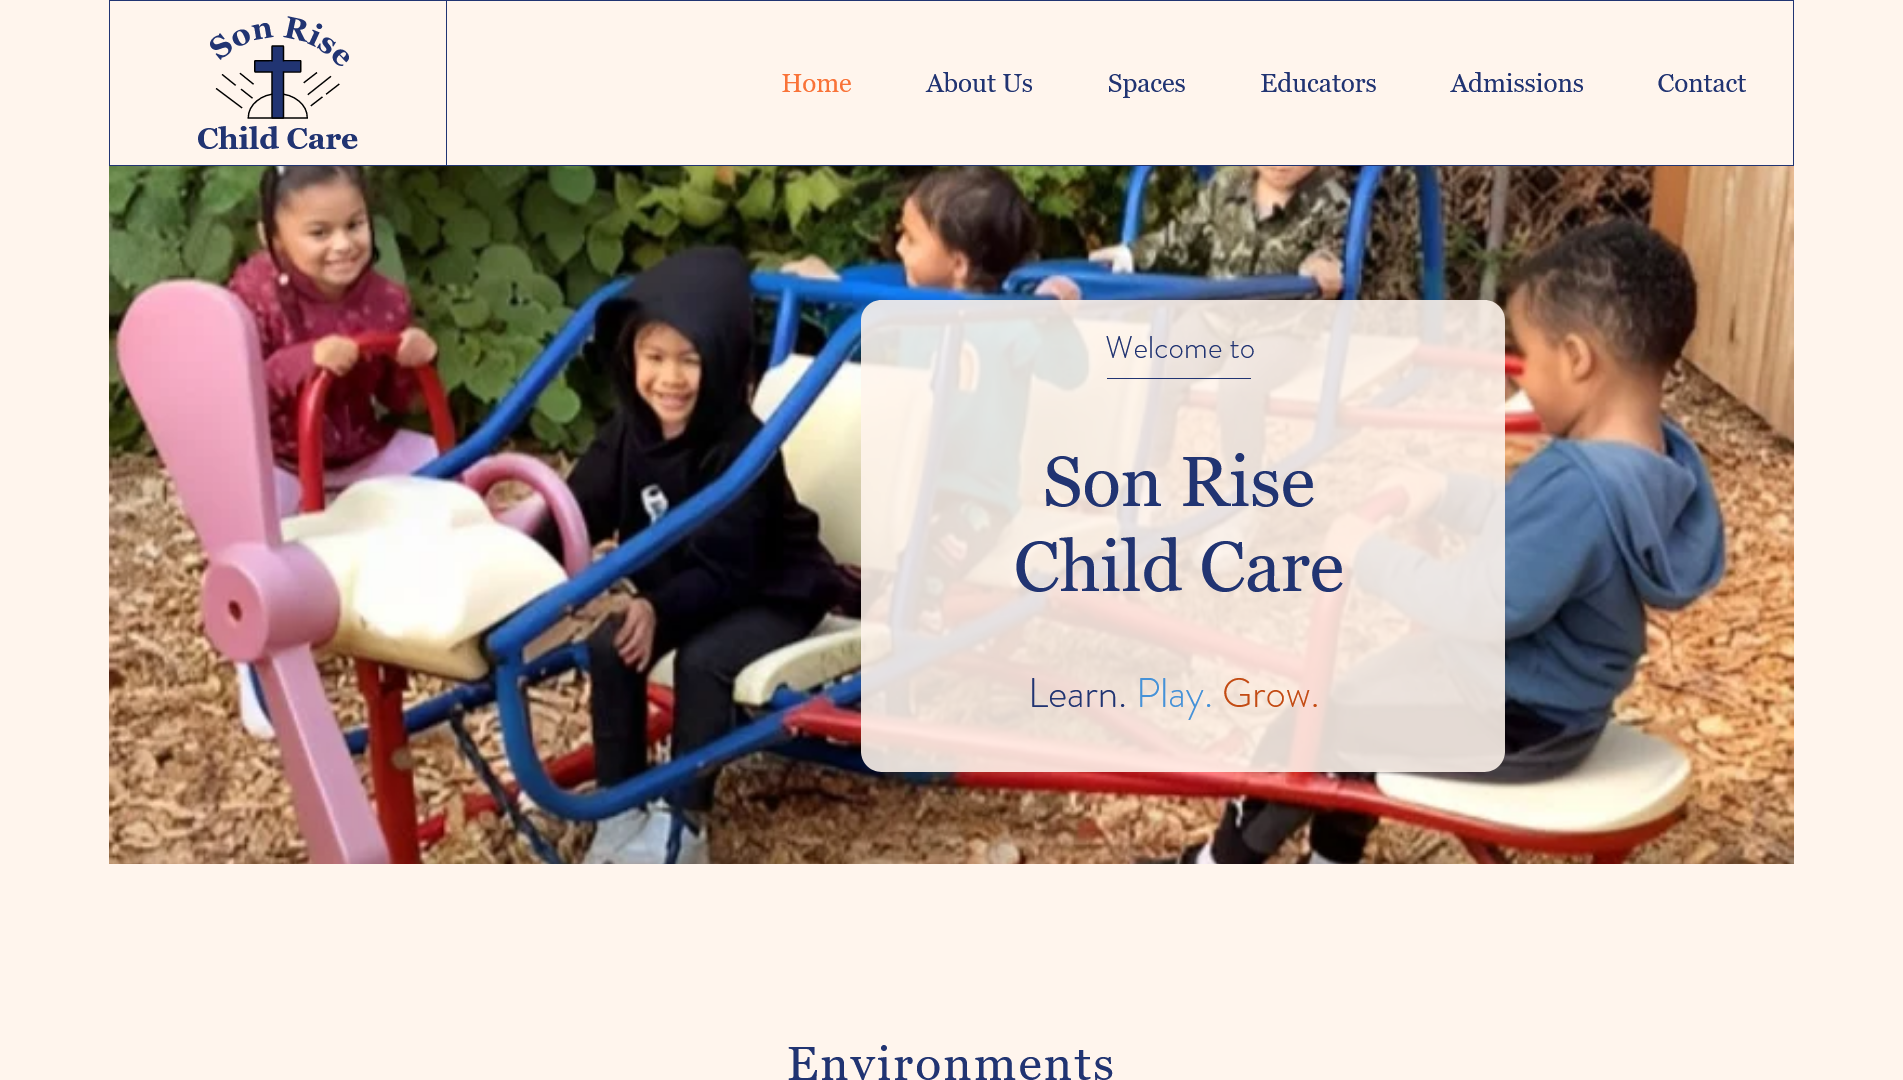 Son Rise
Child Care
Home
About Us
Spaces
Educators
Admissions
Contact
Welcome to
Son Rise
Child Care
Learn. Play. Grow.
Environments